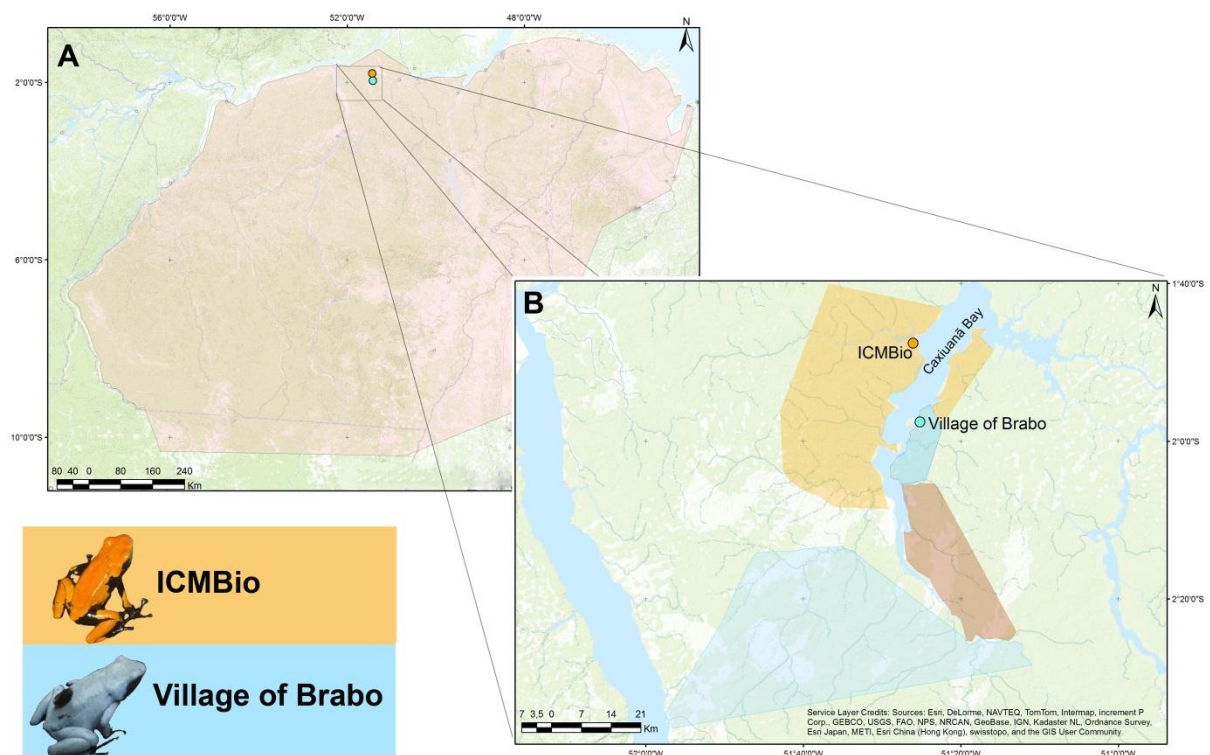 56°0'0"W
52°0'0"W
48°0'0"W
N
A
2°0'0"S
6°0'0"S
10°0'0"S
80 40 0 80 160 240
Km
N
B
1°40'0"S
Caxiuanã Bay
ICMBio
Village of Brabo
2°0'0"S
2°20'0"S
7 3,5 0 7 14 21
Km
Service Layer Credits: Sources: Esri, DeLorme, NAVTEQ, TomTom, Intermap, increment P
Corp., GEBCO, USGS, FAO, NPS, NRCAN, GeoBase, IGN, Kadaster NL, Ordnance Survey,
Esri Japan, METI, Esri China (Hong Kong), swisstopo, and the GIS User Community
52°0'0"W
51°40'0"W
51°20'0"W
51°0'0"W
ICMBio
Village of Brabo